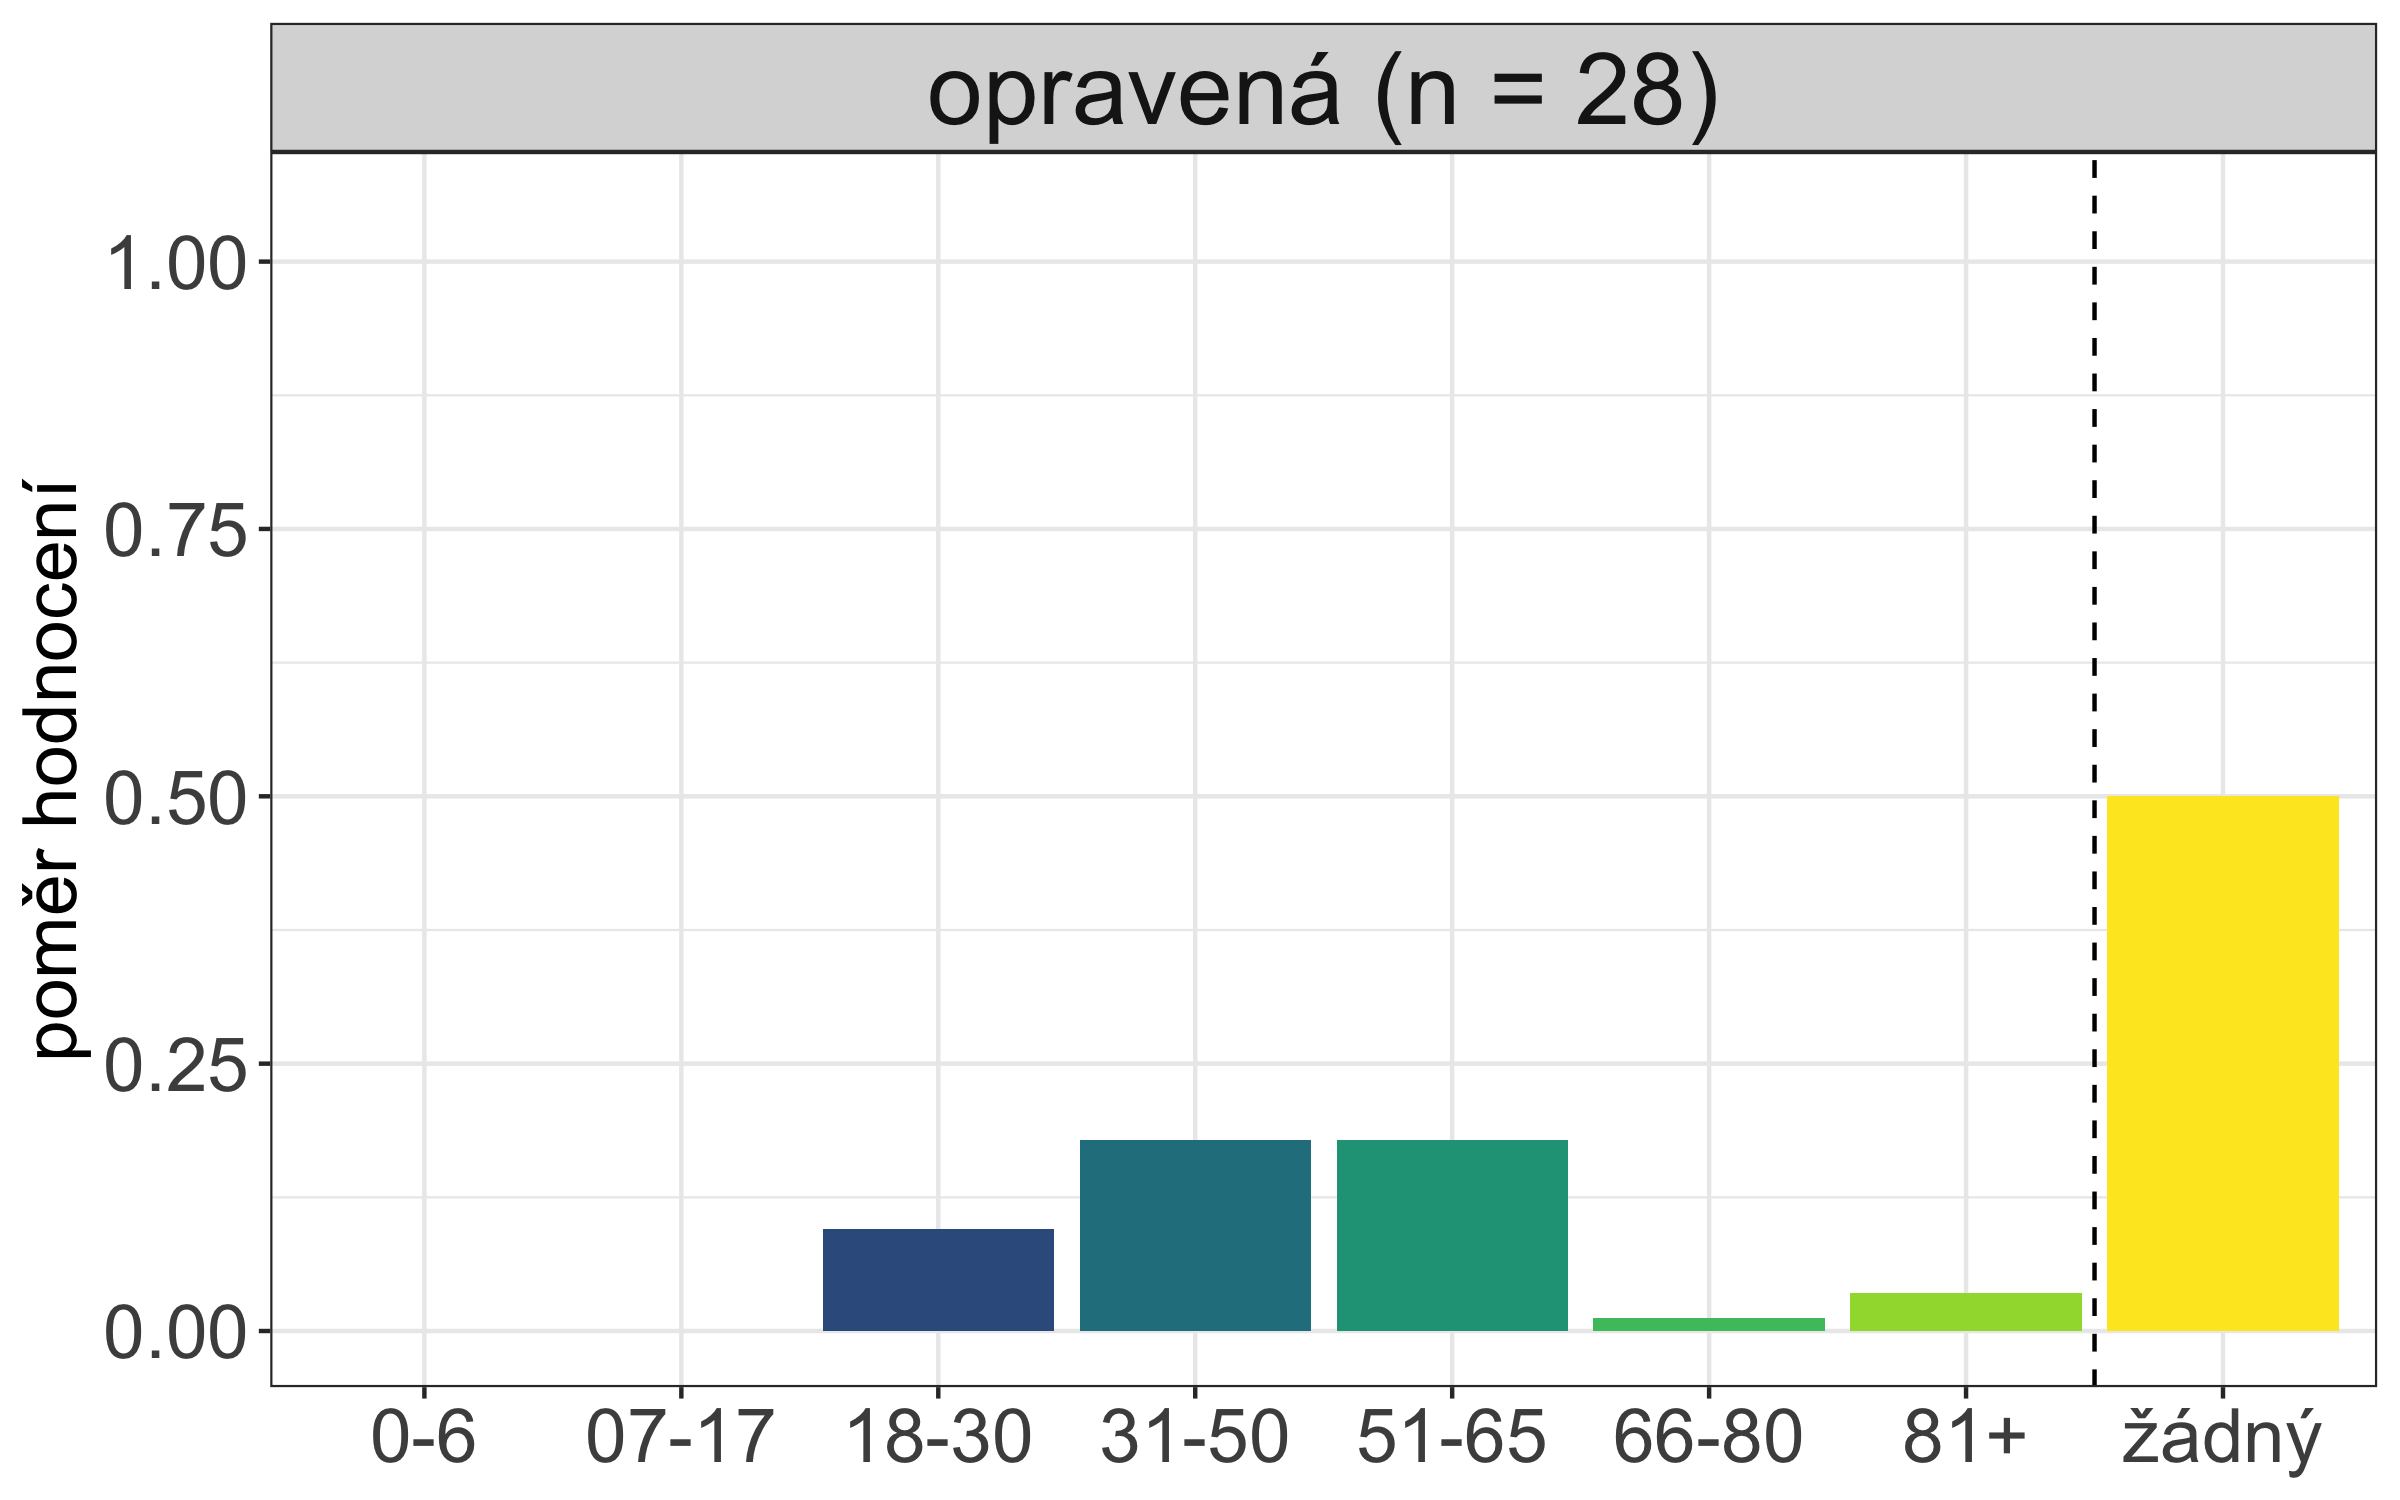 opravená (n = 28)
poměr hodnocení
1.00
0.75
0.50
0.25
0.00
0-6 07-17 18-30 31-50 51-65 66-80 81+ žádný